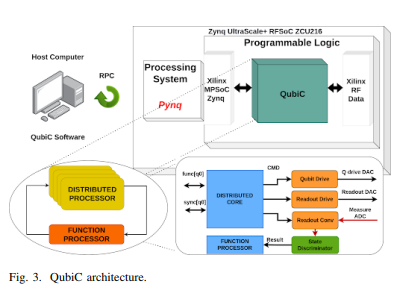 Zynq UltraScale+ RFSoC ZCU216
Programmable Logic
Host Computer
RPC
QubiC Software
Processing
System
Pynq
Xilinx
MPSoC
Zynq
QubiC
Xilinx
RF
Data
DISTRIBUTED
PROCESSOR
FUNCTION
PROCESSOR
func[q0]
sync[q0]
DISTRIBUTED
CORE
FUNCTION
PROCESSOR
CMD
Qubit Drive
Readout Drive
Readout Conv
Result
State
Discriminator
Q-drive DAC
Readout DAC
Measure
ADC
Fig. 3. QubiC architecture.